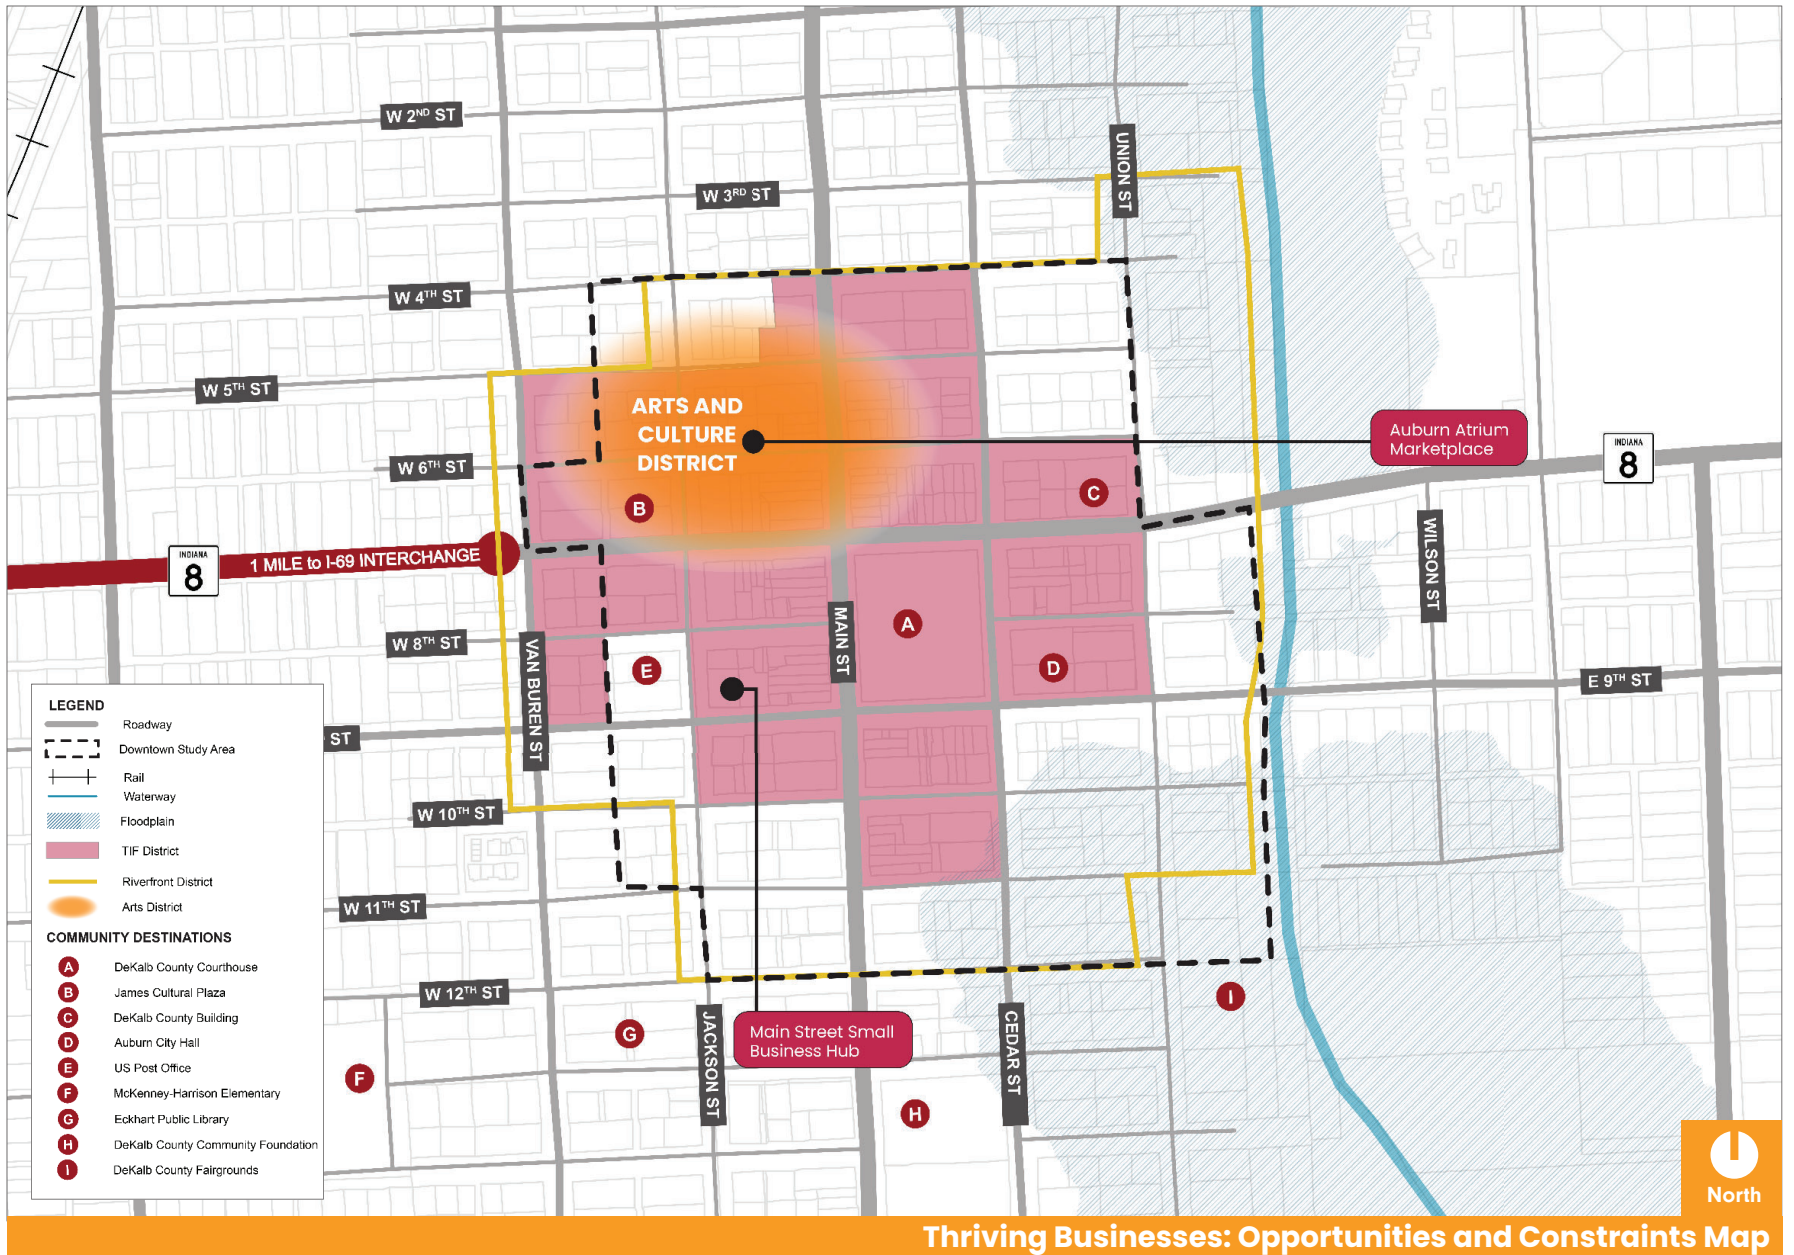 W 2ND ST
UNION ST
W 3RD ST
W 4TH ST
W 5TH ST
ARTS AND
CULTURE
DISTRICT
Auburn Atrium
Marketplace
INDIANA
8
W 6TH ST
B
C
INDIANA
8
1 MILE to I-69 INTERCHANGE
WILSON ST
MAIN ST
A
W 8TH ST
VAN BUREN ST
E
D
E 9TH ST
ST
W 10TH ST
W 11TH ST
W 12TH ST
I
JACKSON ST
CEDAR ST
G
Main Street Small
Business Hub
F
H
LEGEND
Roadway
Downtown Study Area
Rail
Waterway
Floodplain
TIF District
Riverfront District
Arts District
COMMUNITY DESTINATIONS
A DeKalb County Courthouse
B James Cultural Plaza
C DeKalb County Building
D Auburn City Hall
E US Post Office
F McKenney-Harrison Elementary
G Eckhart Public Library
H DeKalb County Community Foundation
I DeKalb County Fairgrounds
North
Thriving Businesses: Opportunities and Constraints Map